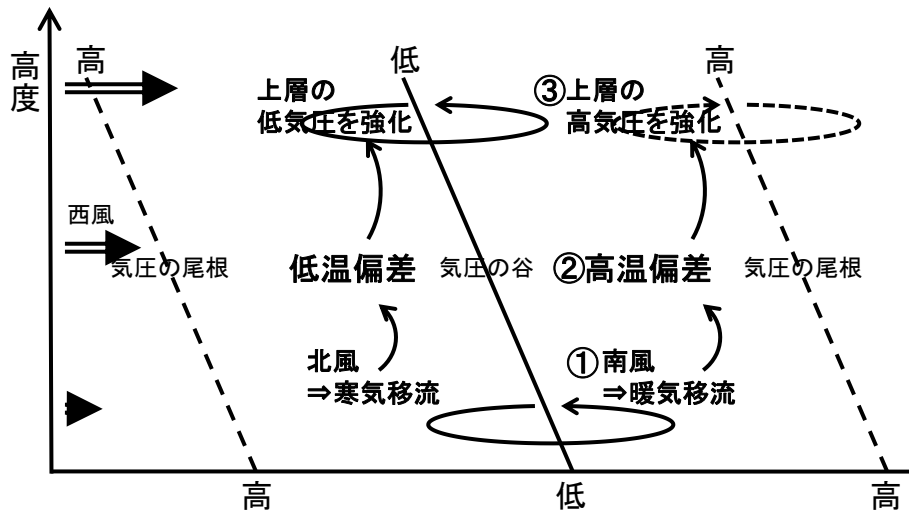 高度
高
低
高
上層の
低気圧を強化
③上層の
高気圧を強化
西風
気圧の尾根
低温偏差
気圧の谷
②高温偏差
気圧の尾根
北風
⇒寒気移流
①南風
⇒暖気移流
高
低
高